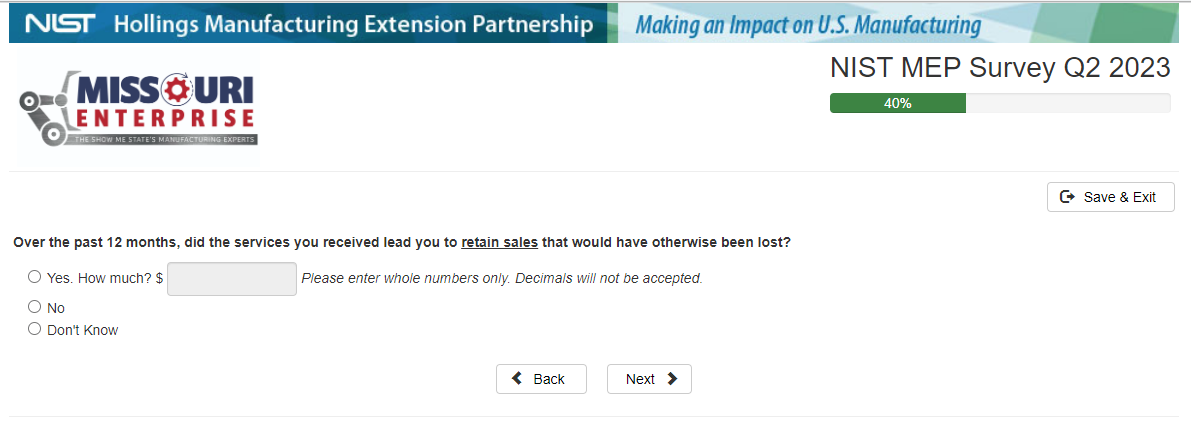 NIST Hollings Manufacturing Extension Partnership Making an Impact on U.S. Manufacturing
NIST MEP Survey Q2 2023
40%
MISSOURI
ENTERPRISE
THE SHOW ME STATE'S MANUFACTURING EXPERTS
Save & Exit
Over the past 12 months, did the services you received lead you to retain sales that would have otherwise been lost?
Yes. How much? $ Please enter whole numbers only. Decimals will not be accepted.
No
Don't Know
Back Next